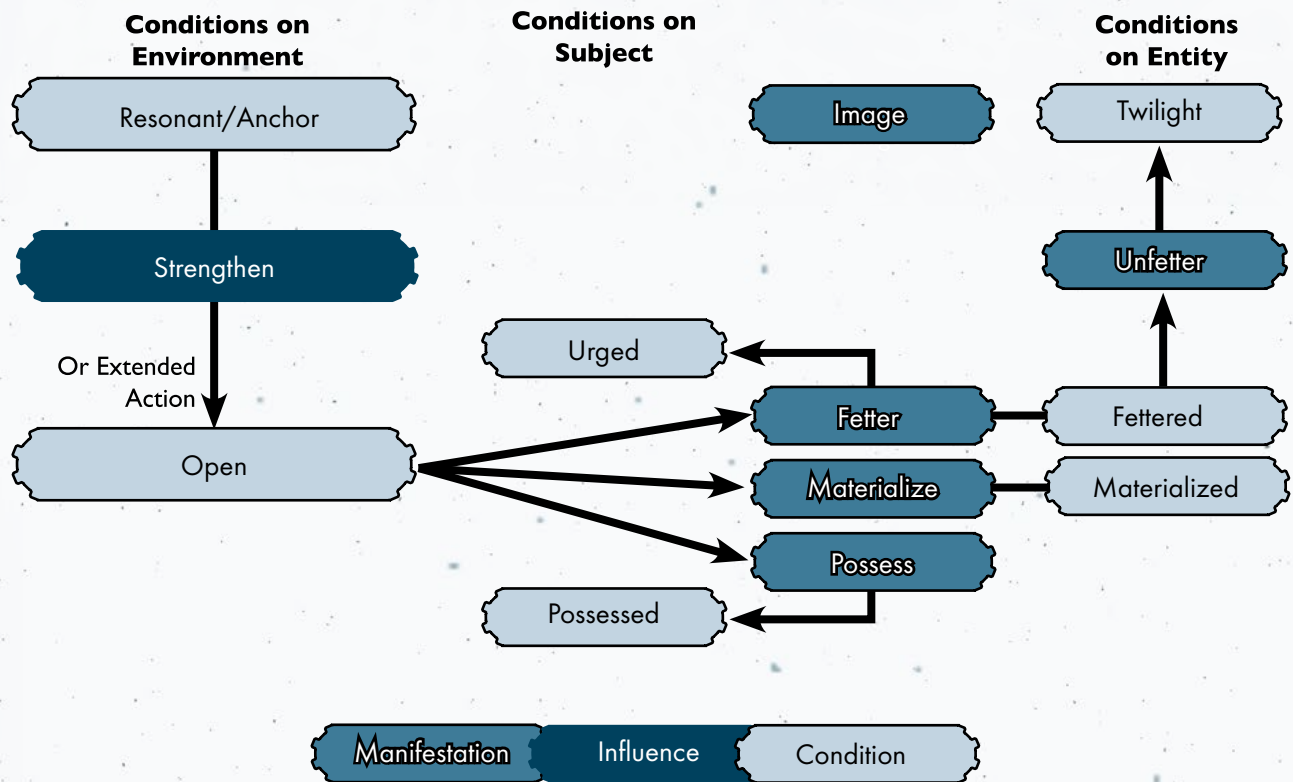 Conditions on
Environment
Conditions on
Subject
Conditions
on Entity
Resonant/Anchor
Image
Twilight
Strengthen
Unfetter
Or Extended
Action
Urged
Fetter
Fettered
Open
Materialize
Materialized
Possess
Possessed
Manifestation
Influence
Condition